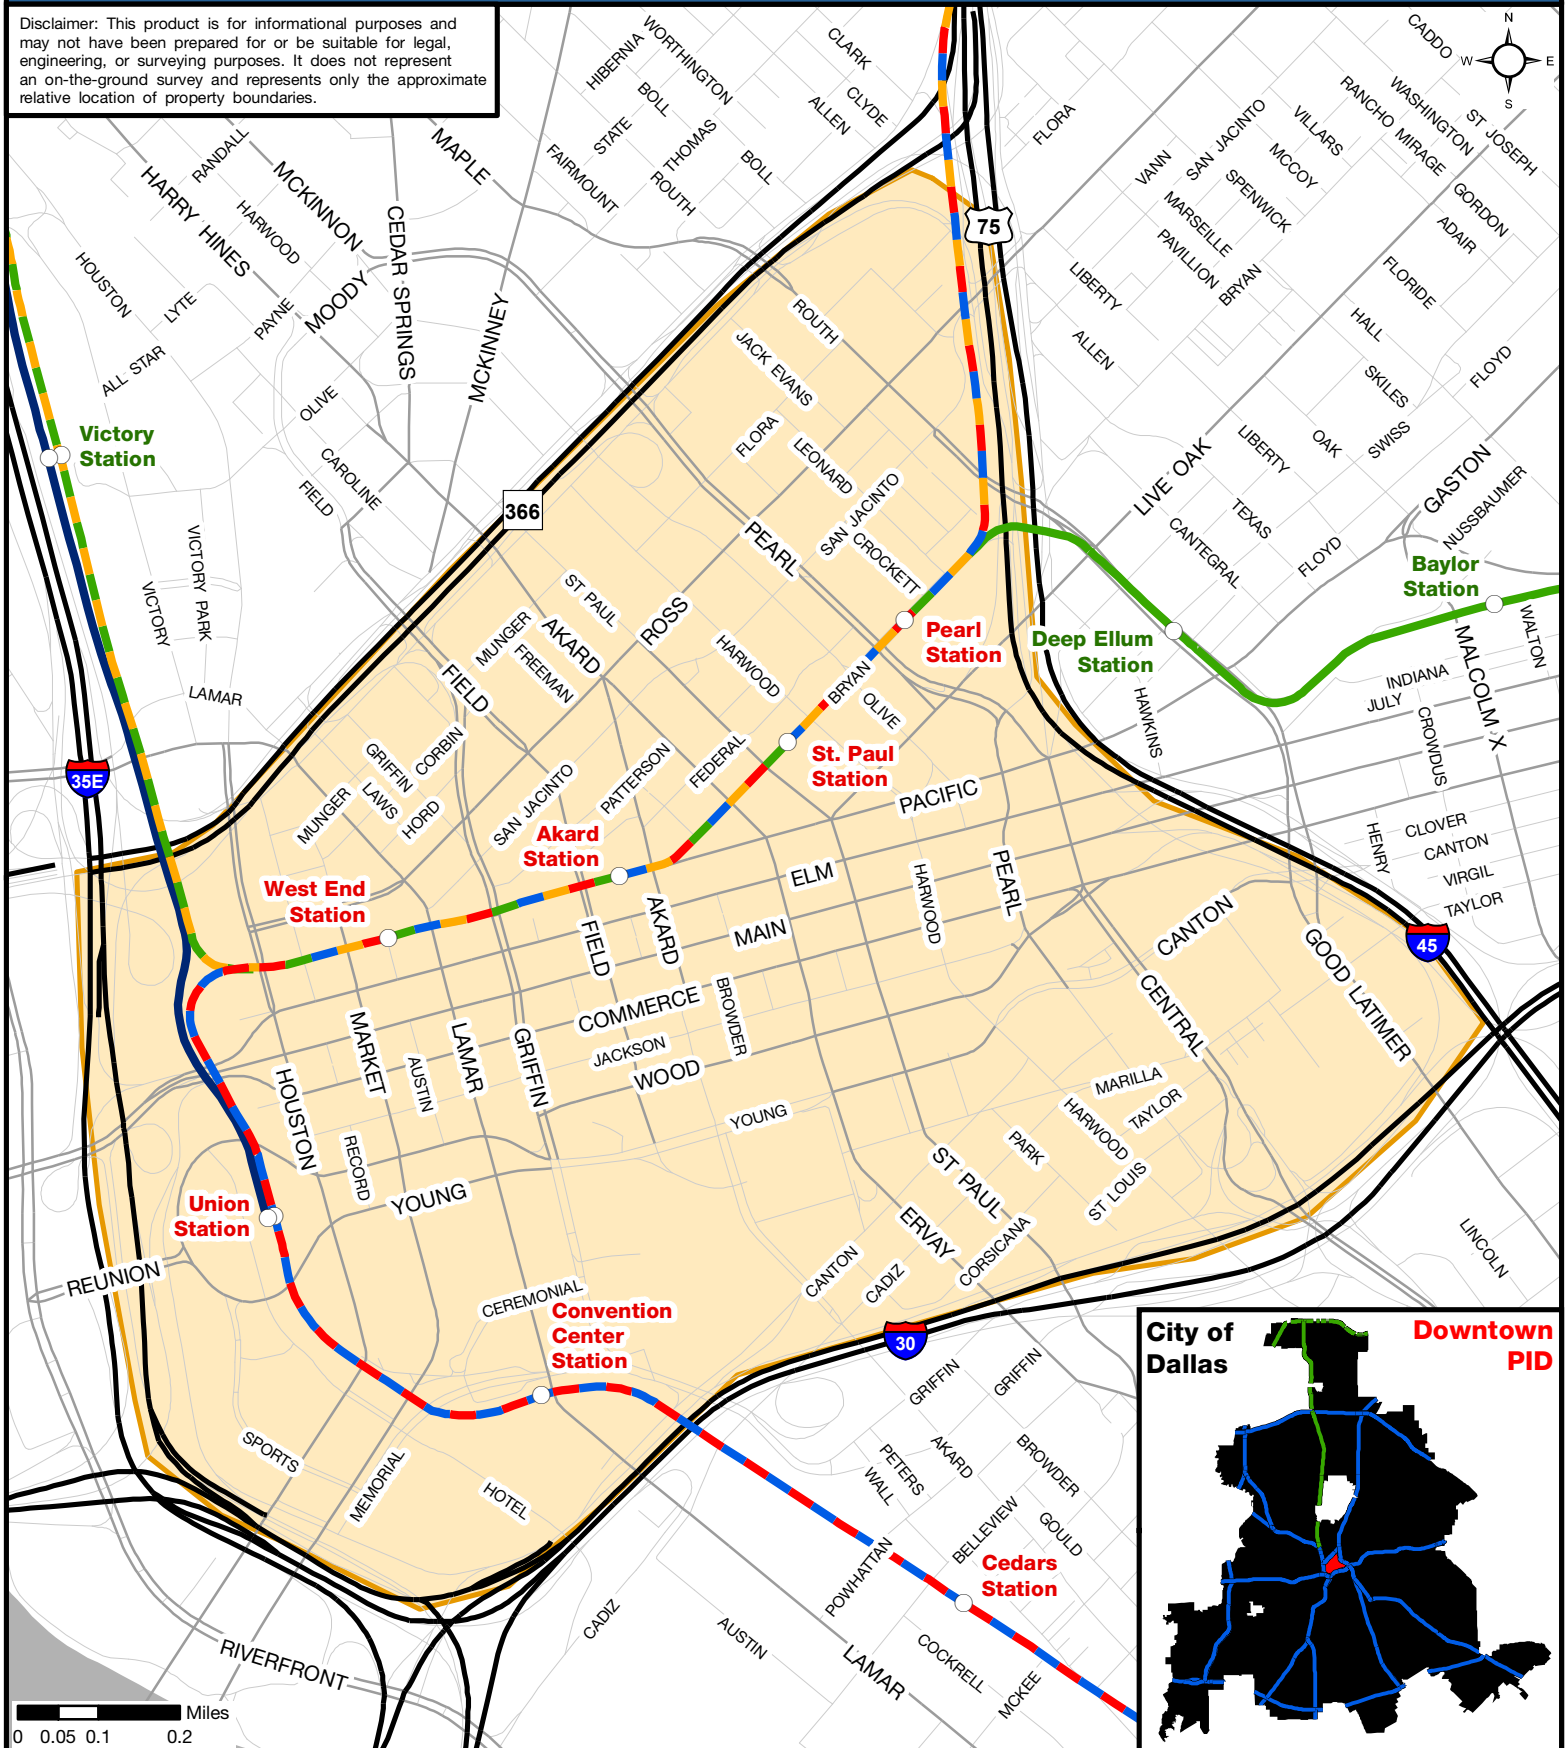 Disclaimer: This product is for informational purposes and
may not have been prepared for or be suitable for legal,
engineering, or surveying purposes. It does not represent
an on-the-ground survey and represents only the approximate
relative location of property boundaries.
N
W
E
S
WORTHINGTON
HIBERNIA
CLARK
CADDO
BOLL
CLYDE
ALLEN
FLORA
RANCHO MIRAGE
WASHINGTON
ST JOSEPH
SAN JACINTO
VILLARS
STATE
THOMAS
BOLL
FAIRMOUNT
ROUTH
MAPLE
RANDALL
MCKINNON
HARRY HINES
HARWOOD
CEDAR SPRINGS
VANN
MCCOY
SPENWICK
MARSEILLE
PAVILLION
BRYAN
GORDON
ADAIR
75
HOUSTON
LYTE
PAYNE
MOODY
MCKINNEY
ALL STAR
OLIVE
LIBERTY
ALLEN
FLORIDE
HALL
SKILES
FLOYD
ROUTH
JACK EVANS
FLORA
LEONARD
SAN JACINTO
CROCKETT
Victory
Station
CAROLINE
FIELD
366
PEARL
LIVE OAK
LIBERTY
OAK
SWISS
GASTON
TEXAS
CANTEGRAL
FLOYD
NUSSBAUMER
VICTORY PARK
VICTORY
LAMAR
Baylor
Station
ST PAUL
MUNGER
AKARD
ROSS
FREEMAN
FIELD
HARWOOD
BRYAN
OLIVE
Pearl
Station
Deep Ellum
Station
WALTON
MALCOLM X
INDIANA
JULY
CROWDUS
HAWKINS
35E
GRIFFIN
CORBIN
LAWS
HORD
MUNGER
SAN JACINTO
PATTERSON
FEDERAL
St. Paul
Station
PACIFIC
Akard
Station
West End
Station
ELM
HARWOOD
PEARL
HENRY
CLOVER
CANTON
VIRGIL
TAYLOR
FIELD
AKARD
MAIN
CANTON
GOOD LATIMER
45
COMMERCE
BROWDER
CENTRAL
MARKET
LAMAR
GRIFFIN
JACKSON
WOOD
HOUSTON
AUSTIN
YOUNG
MARILLA
TAYLOR
HARWOOD
PARK
ST LOUIS
RECORD
ST PAUL
ERVAY
CORSICANA
YOUNG
Union
Station
CANTON
CADIZ
LINCOLN
REUNION
CEREMONIAL
Convention
Center
Station
30
GRIFFIN
GRIFFIN
SPORTS
MEMORIAL
HOTEL
PETERS
WALL
AKARD
BROWDER
BELLEVIEW
GOULD
POWHATTAN
Cedars
Station
CADIZ
AUSTIN
LAMAR
COCKRELL
MCKEE
RIVERFRONT
Miles
0 0.05 0.1 0.2
City of
Dallas
Downtown
PID